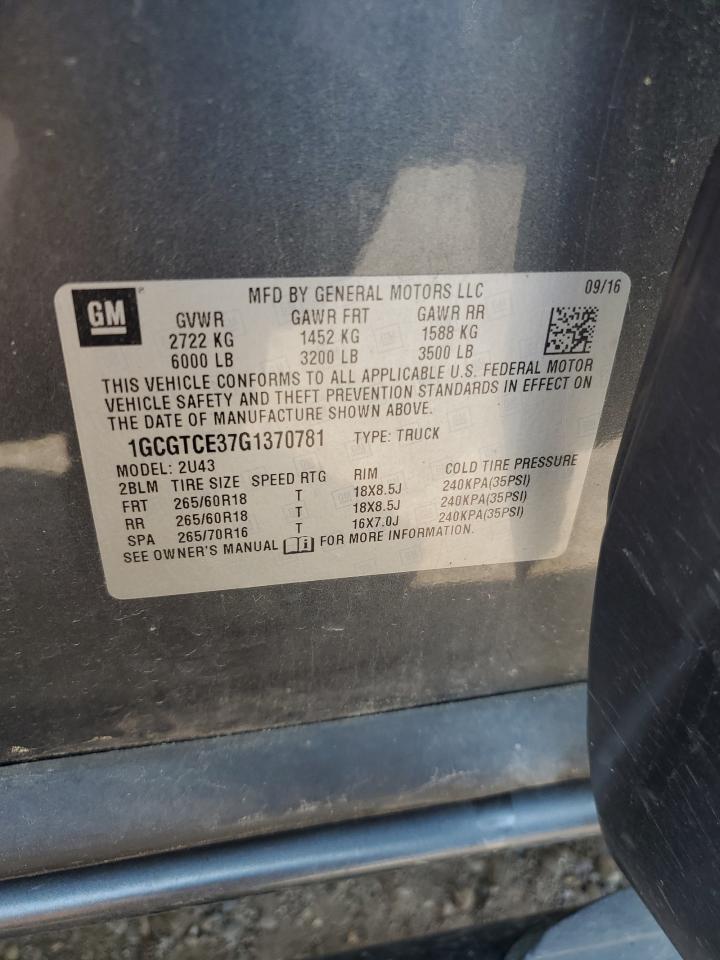 GM
MFD BY GENERAL MOTORS LLC 09/16
GVWR GAWR FRT GAWR RR
2722 KG 1452 KG 1588 KG
6000 LB 3200 LB 3500 LB
THIS VEHICLE CONFORMS TO ALL APPLICABLE U.S. FEDERAL MOTOR
VEHICLE SAFETY AND THEFT PREVENTION STANDARDS IN EFFECT ON
THE DATE OF MANUFACTURE SHOWN ABOVE.
1GCGTCE37G1370781 TYPE: TRUCK
MODEL: 2U43
2BLM TIRE SIZE SPEED RTG RIM COLD TIRE PRESSURE
FRT 265/60R18 T 18X8.5J 240KPA(35PSI)
RR 265/60R18 T 18X8.5J 240KPA(35PSI)
SPA 265/70R16 T 16X7.0J 240KPA(35PSI)
SEE OWNER'S MANUAL FOR MORE INFORMATION.